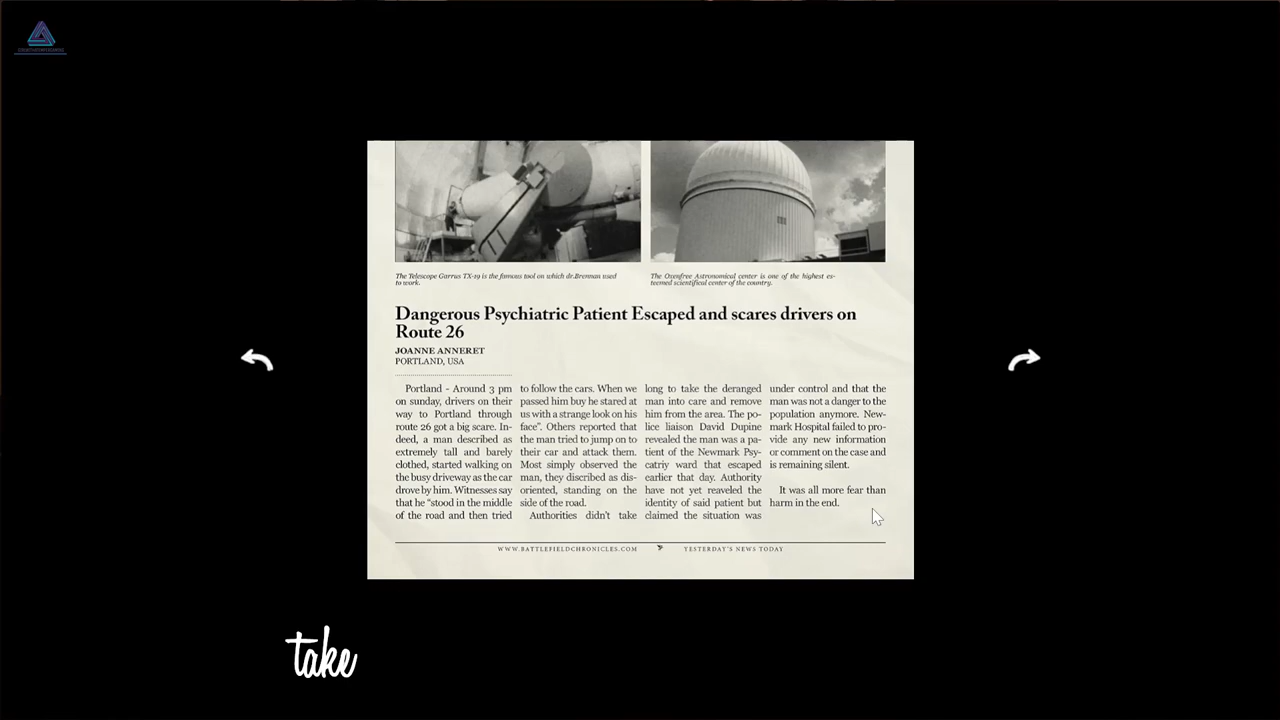 The Telescope Garrus TX-19 is the famous tool on which dr.Brennan used
to work.
The Oxenfree Astronomical center is one of the highest es-
teemed scientifical center of the country.
Dangerous Psychiatric Patient Escaped and scares drivers on
Route 26
JOANNE ANNERET
PORTLAND, USA
Portland - Around 3 pm
on sunday, drivers on their
way to Portland through
route 26 got a big scare. In-
deed, a man described as
extremely tall and barely
clothed, started walking on
the busy driveway as the car
drove by him. Witnesses say
that he "stood in the middle
of the road and then tried
to follow the cars. When we
passed him buy he stared at
us with a strange look on his
face". Others reported that
the man tried to jump on to
their car and attack them.
Most simply observed the
man, they discribed as dis-
oriented, standing on the
side of the road.
Authorities didn't take
long to take the deranged
man into care and remove
him from the area. The po-
lice liaison David Dupine
revealed the man was a pa-
tient of the Newmark Psy-
catriy ward that escaped
earlier that day. Authority
have not yet reaveled the
identity of said patient but
claimed the situation was
under control and that the
man was not a danger to the
population anymore. New-
mark Hospital failed to pro-
vide any new information
or comment on the case and
is remaining silent.
It was all more fear than
harm in the end.
WWW.BATTLEFIELDCHRONICLES.COM
YESTERDAY'S NEWS TODAY
take